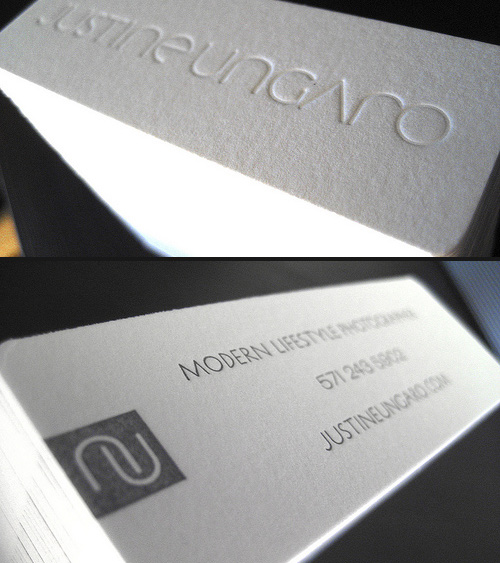 JUSTINEUNGARO
MODERN LIFESTYLE PHOTOGRAPHER
571 243 5802
JUSTINEUNGARO.COM